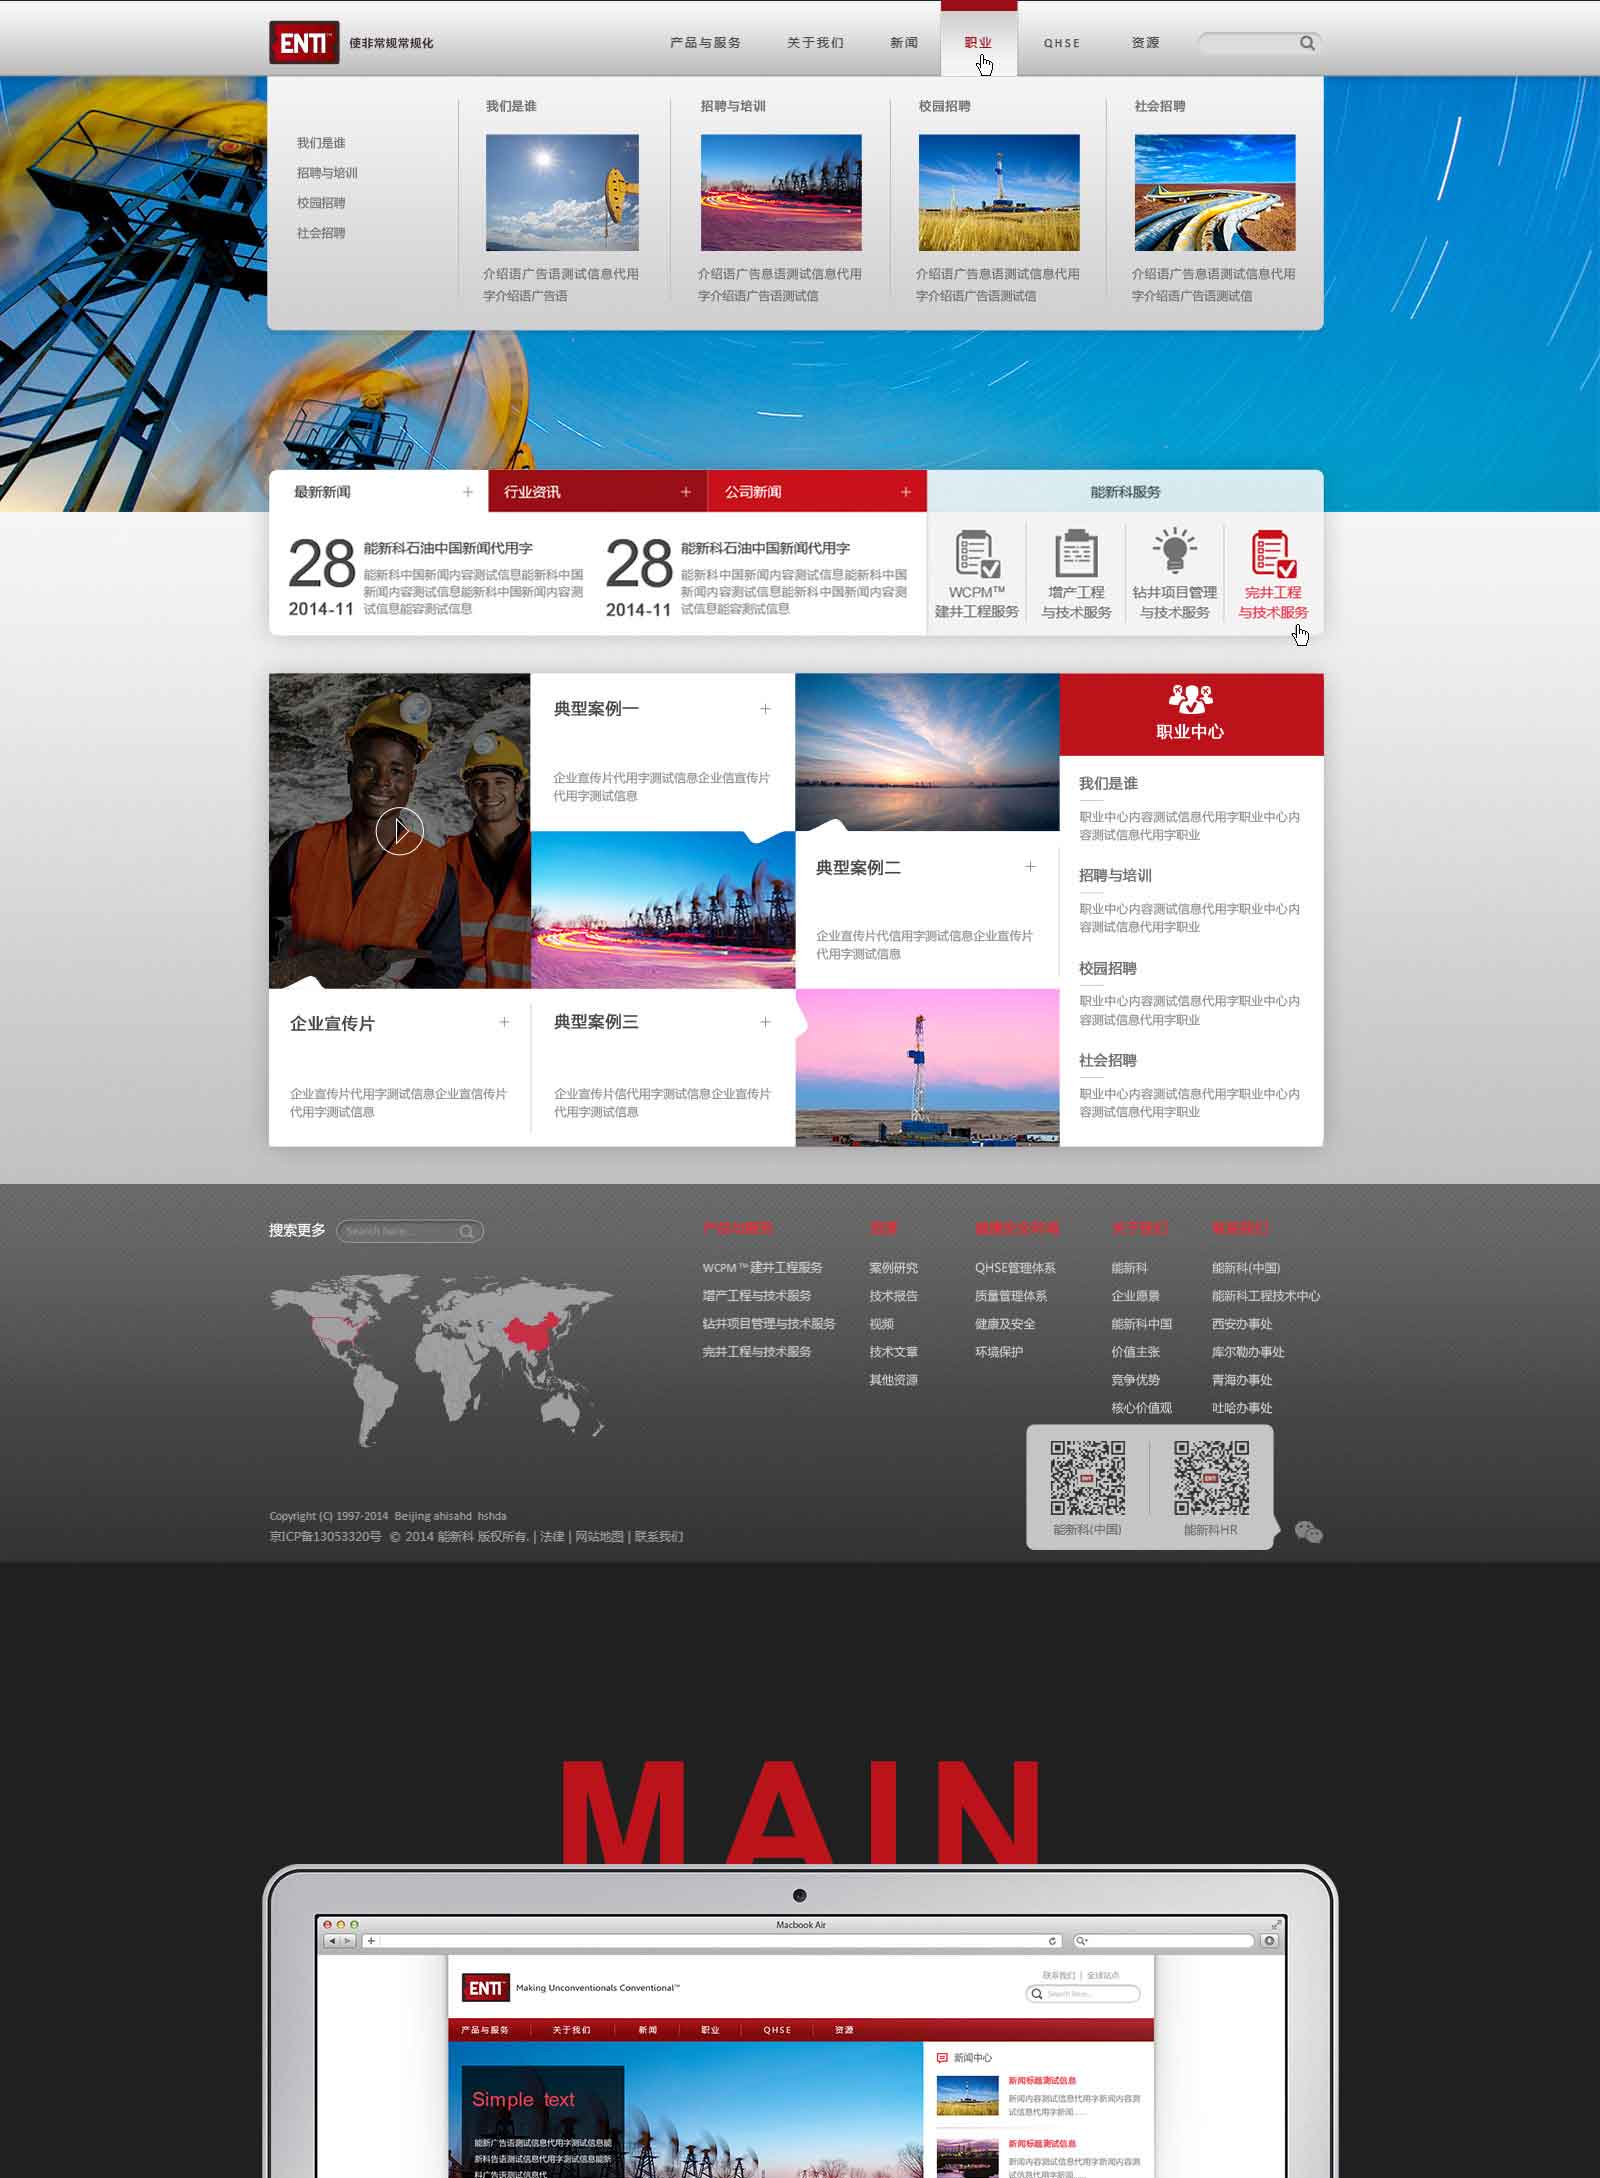 ENTI™ 使非常规常规化
产品与服务 关于我们 新闻 职业 QHSE 资源
我们是谁
招聘与培训
校园招聘
社会招聘
我们是谁
介绍语广告语测试信息代用
字介绍语广告语
招聘与培训
介绍语广告息语测试信息代用
字介绍语广告语测试信
校园招聘
介绍语广告息语测试信息代用
字介绍语广告语测试信
社会招聘
介绍语广告息语测试信息代用
字介绍语广告语测试信
最新新闻 + 行业资讯 + 公司新闻 + 能新科服务
28
2014-11
能新科石油中国新闻代用字
能新科中国新闻内容测试信息能新科中国
新闻内容测试信息能新科中国新闻内容测
试信息能容测试信息
28
2014-11
能新科石油中国新闻代用字
能新科中国新闻内容测试信息能新科中国
新闻内容测试信息能新科中国新闻内容测
试信息能容测试信息
WCPM™
建井工程服务
增产工程
与技术服务
钻井项目管理
与技术服务
完井工程
与技术服务
典型案例一 +
企业宣传片代用字测试信息企业信宣传片
代用字测试信息
典型案例二 +
企业宣传片代信用字测试信息企业宣传片
代用字测试信息
企业宣传片 +
企业宣传片代用字测试信息企业宣信传片
代用字测试信息
典型案例三 +
企业宣传片信代用字测试信息企业宣传片
代用字测试信息
职业中心
我们是谁
职业中心内容测试信息代用字职业中心内
容测试信息代用字职业
招聘与培训
职业中心内容测试信息代用字职业中心内
容测试信息代用字职业
校园招聘
职业中心内容测试信息代用字职业中心内
容测试信息代用字职业
社会招聘
职业中心内容测试信息代用字职业中心内
容测试信息代用字职业
搜索更多 Search here...
产品与服务
WCPM™建井工程服务
增产工程与技术服务
钻井项目管理与技术服务
完井工程与技术服务
资源
案例研究
技术报告
视频
技术文章
其他资源
QHSE管理体系
质量管理体系
健康及安全
环境保护
关于我们
能新科
企业愿景
能新科中国
价值主张
竞争优势
核心价值观
联系我们
能新科(中国)
能新科工程技术中心
西安办事处
库尔勒办事处
青海办事处
吐哈办事处
能新科(中国) 能新科HR
Copyright (C) 1997-2014 Beijing ahisahd hshda
京ICP备13053320号 © 2014 能新科 版权所有. | 法律 | 网站地图 | 联系我们
MAIN
Macbook Air
ENTI™ Making Unconventionals Conventional™
联系我们 | 全球站点
Search here...
产品与服务 关于我们 新闻 职业 QHSE 资源
Simple text
能新广告语测试信息代用字测试信息能
新科告语测试信息代用字测试信息能新
科广告语测试信息代
新闻中心
新闻标题测试信息
新闻内容测试信息代用字新闻内容测
试信息代用字新闻......
新闻标题测试信息
新闻内容测试信息代用字新闻内容测
试信息代用字新闻......